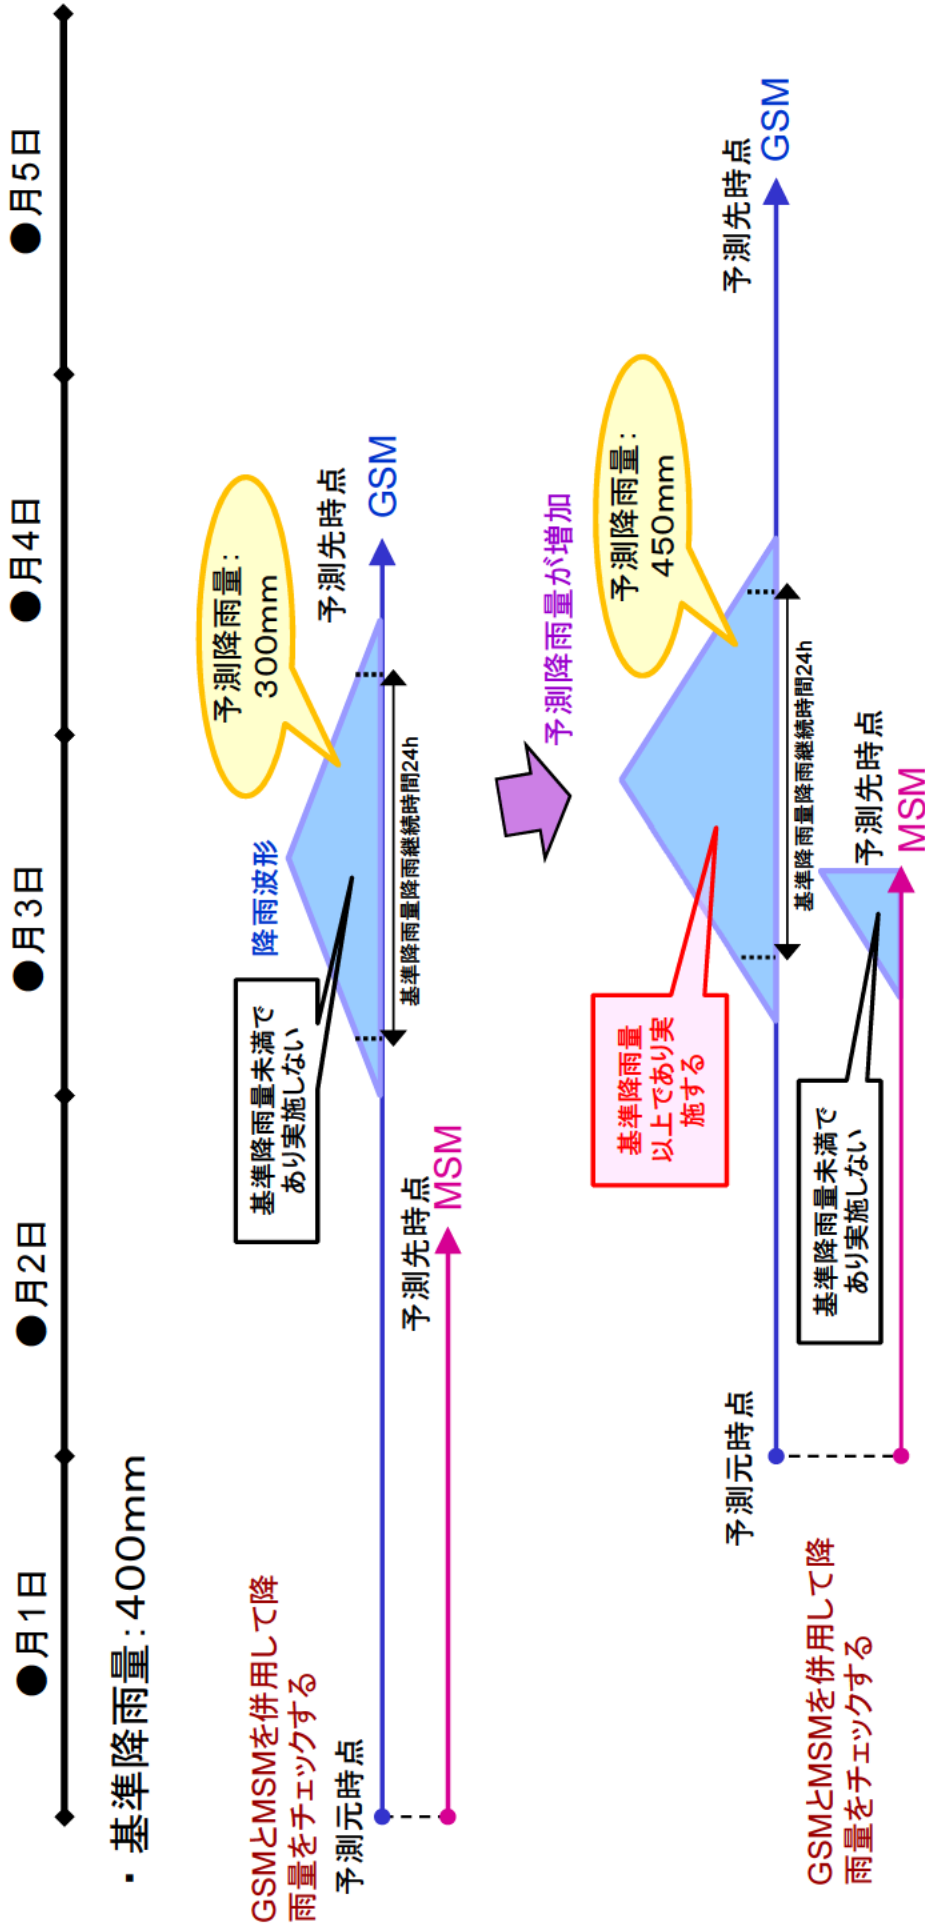 ●月1日
●月2日
●月3日
●月4日
●月5日
・基準降雨量:400mm
GSMとMSMを併用して降
雨量をチェックする
予測元時点
基準降雨量未満で
あり実施しない
降雨波形
予測降雨量:
300mm
基準降雨量降雨継続時間24h
予測先時点
GSM
予測先時点
MSM
予測降雨量が増加
予測元時点
基準降雨量
以上であり実
施する
予測降雨量:
450mm
基準降雨量降雨継続時間24h
予測先時点
GSM
GSMとMSMを併用して降
雨量をチェックする
基準降雨量未満で
あり実施しない
予測先時点
MSM